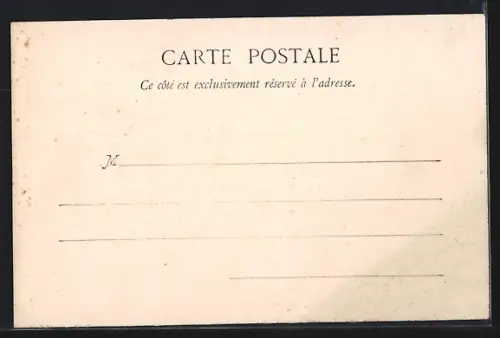 CARTE POSTALE
Ce côté est exclusivement réservé à l'adresse.
M